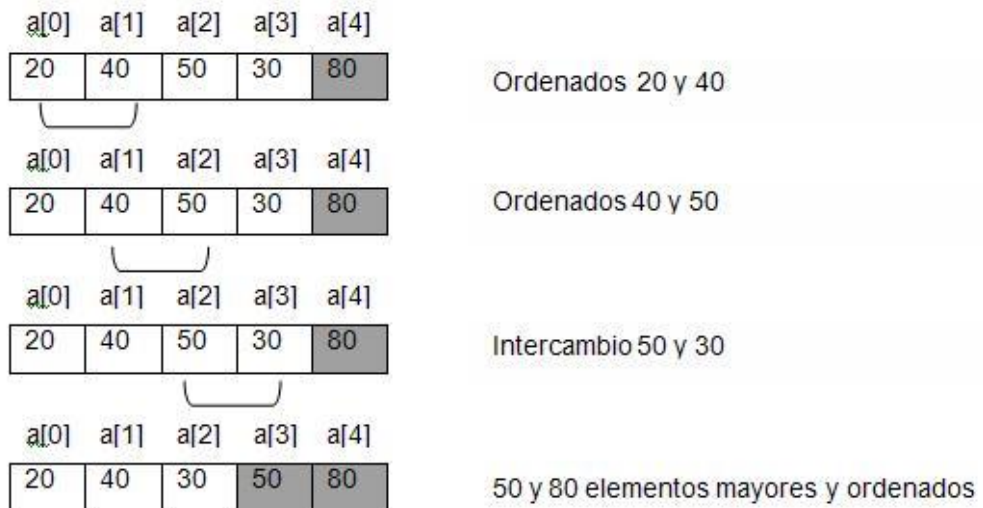 a[0] a[1] a[2] a[3] a[4]
20 40 50 30 80
Ordenados 20 y 40
a[0] a[1] a[2] a[3] a[4]
20 40 50 30 80
Ordenados 40 y 50
a[0] a[1] a[2] a[3] a[4]
20 40 50 30 80
Intercambio 50 y 30
a[0] a[1] a[2] a[3] a[4]
20 40 30 50 80
50 y 80 elementos mayores y ordenados